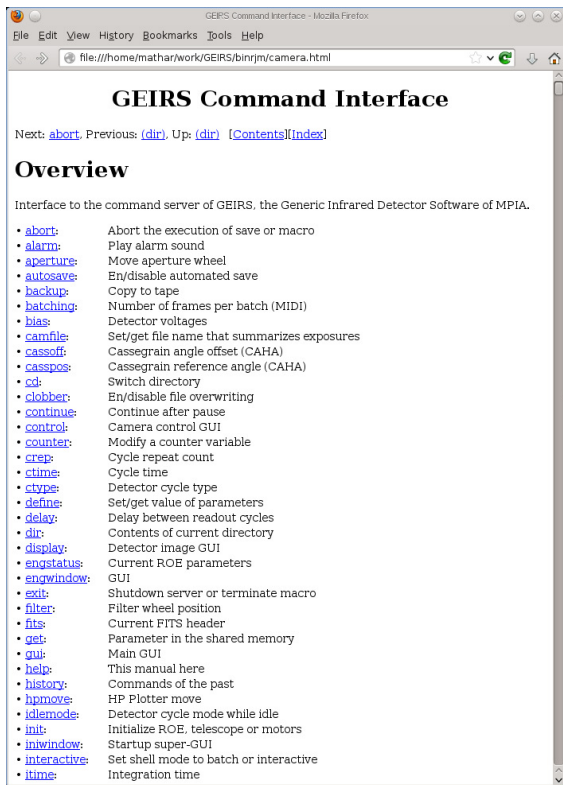 GEIRS Command Interface - Mozilla Firefox
File Edit View History Bookmarks Tools Help
file:///home/mathar/work/GEIRS/binrjm/camera.html
GEIRS Command Interface
Next: abort, Previous: (dir), Up: (dir) [Contents][Index]
Overview
Interface to the command server of GEIRS, the Generic Infrared Detector Software of MPIA.
• abort: Abort the execution of save or macro
• alarm: Play alarm sound
• aperture: Move aperture wheel
• autosave: En/disable automated save
• backup: Copy to tape
• batching: Number of frames per batch (MIDI)
• bias: Detector voltages
• camfile: Set/get file name that summarizes exposures
• cassoff: Cassegrain angle offset (CAHA)
• casspos: Cassegrain reference angle (CAHA)
• cd: Switch directory
• clobber: En/disable file overwriting
• continue: Continue after pause
• control: Camera control GUI
• counter: Modify a counter variable
• crep: Cycle repeat count
• ctime: Cycle time
• ctype: Detector cycle type
• define: Set/get value of parameters
• delay: Delay between readout cycles
• dir: Contents of current directory
• display: Detector image GUI
• engstatus: Current ROE parameters
• engwindow: GUI
• exit: Shutdown server or terminate macro
• filter: Filter wheel position
• fits: Current FITS header
• get: Parameter in the shared memory
• gui: Main GUI
• help: This manual here
• history: Commands of the past
• hpmove: HP Plotter move
• idlemode: Detector cycle mode while idle
• init: Initialize ROE, telescope or motors
• iniwindow: Startup super-GUI
• interactive: Set shell mode to batch or interactive
• itime: Integration time